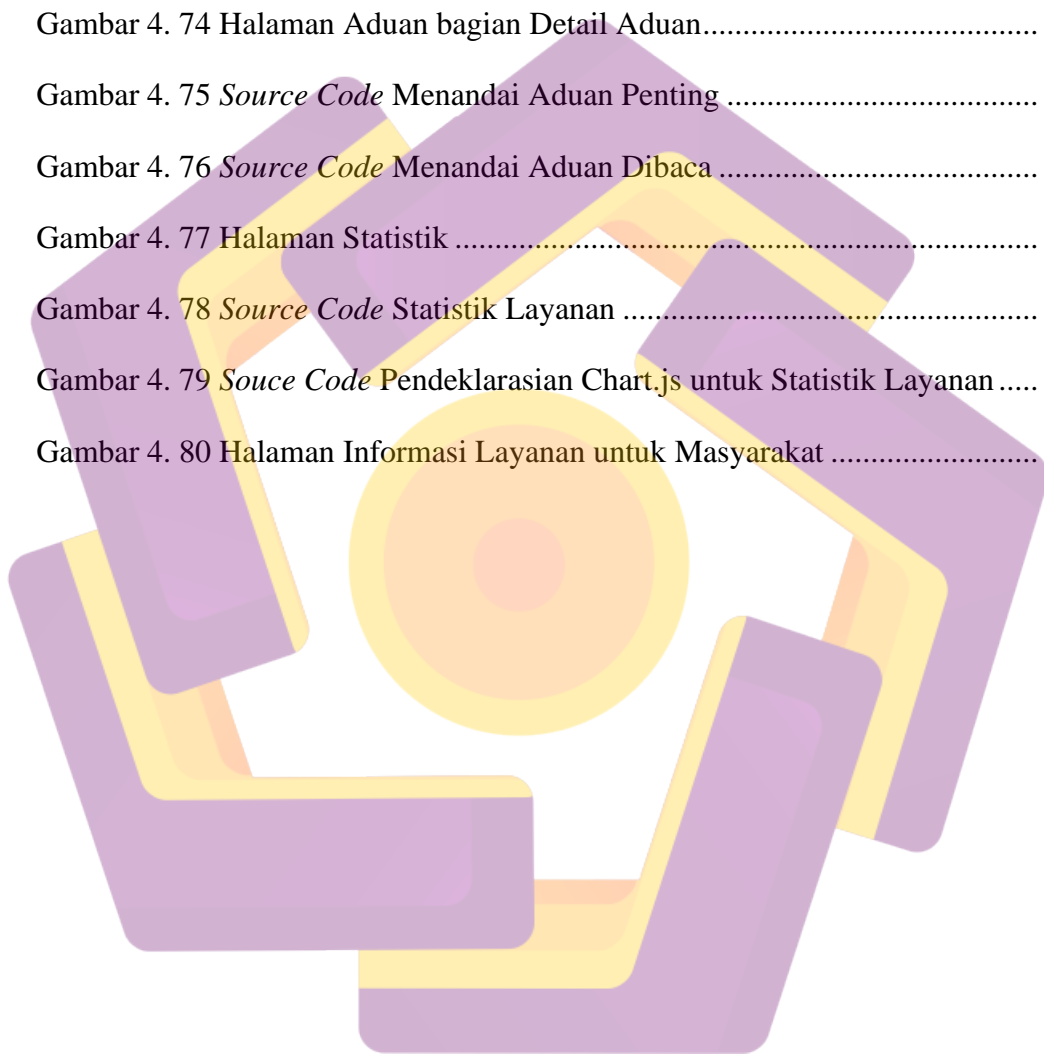 Gambar 4. 74 Halaman Aduan bagian Detail Aduan..........................................
Gambar 4. 75 Source Code Menandai Aduan Penting .......................................
Gambar 4. 76 Source Code Menandai Aduan Dibaca ........................................
Gambar 4. 77 Halaman Statistik .........................................................................
Gambar 4. 78 Source Code Statistik Layanan ....................................................
Gambar 4. 79 Souce Code Pendeklarasian Chart.js untuk Statistik Layanan .....
Gambar 4. 80 Halaman Informasi Layanan untuk Masyarakat ..........................